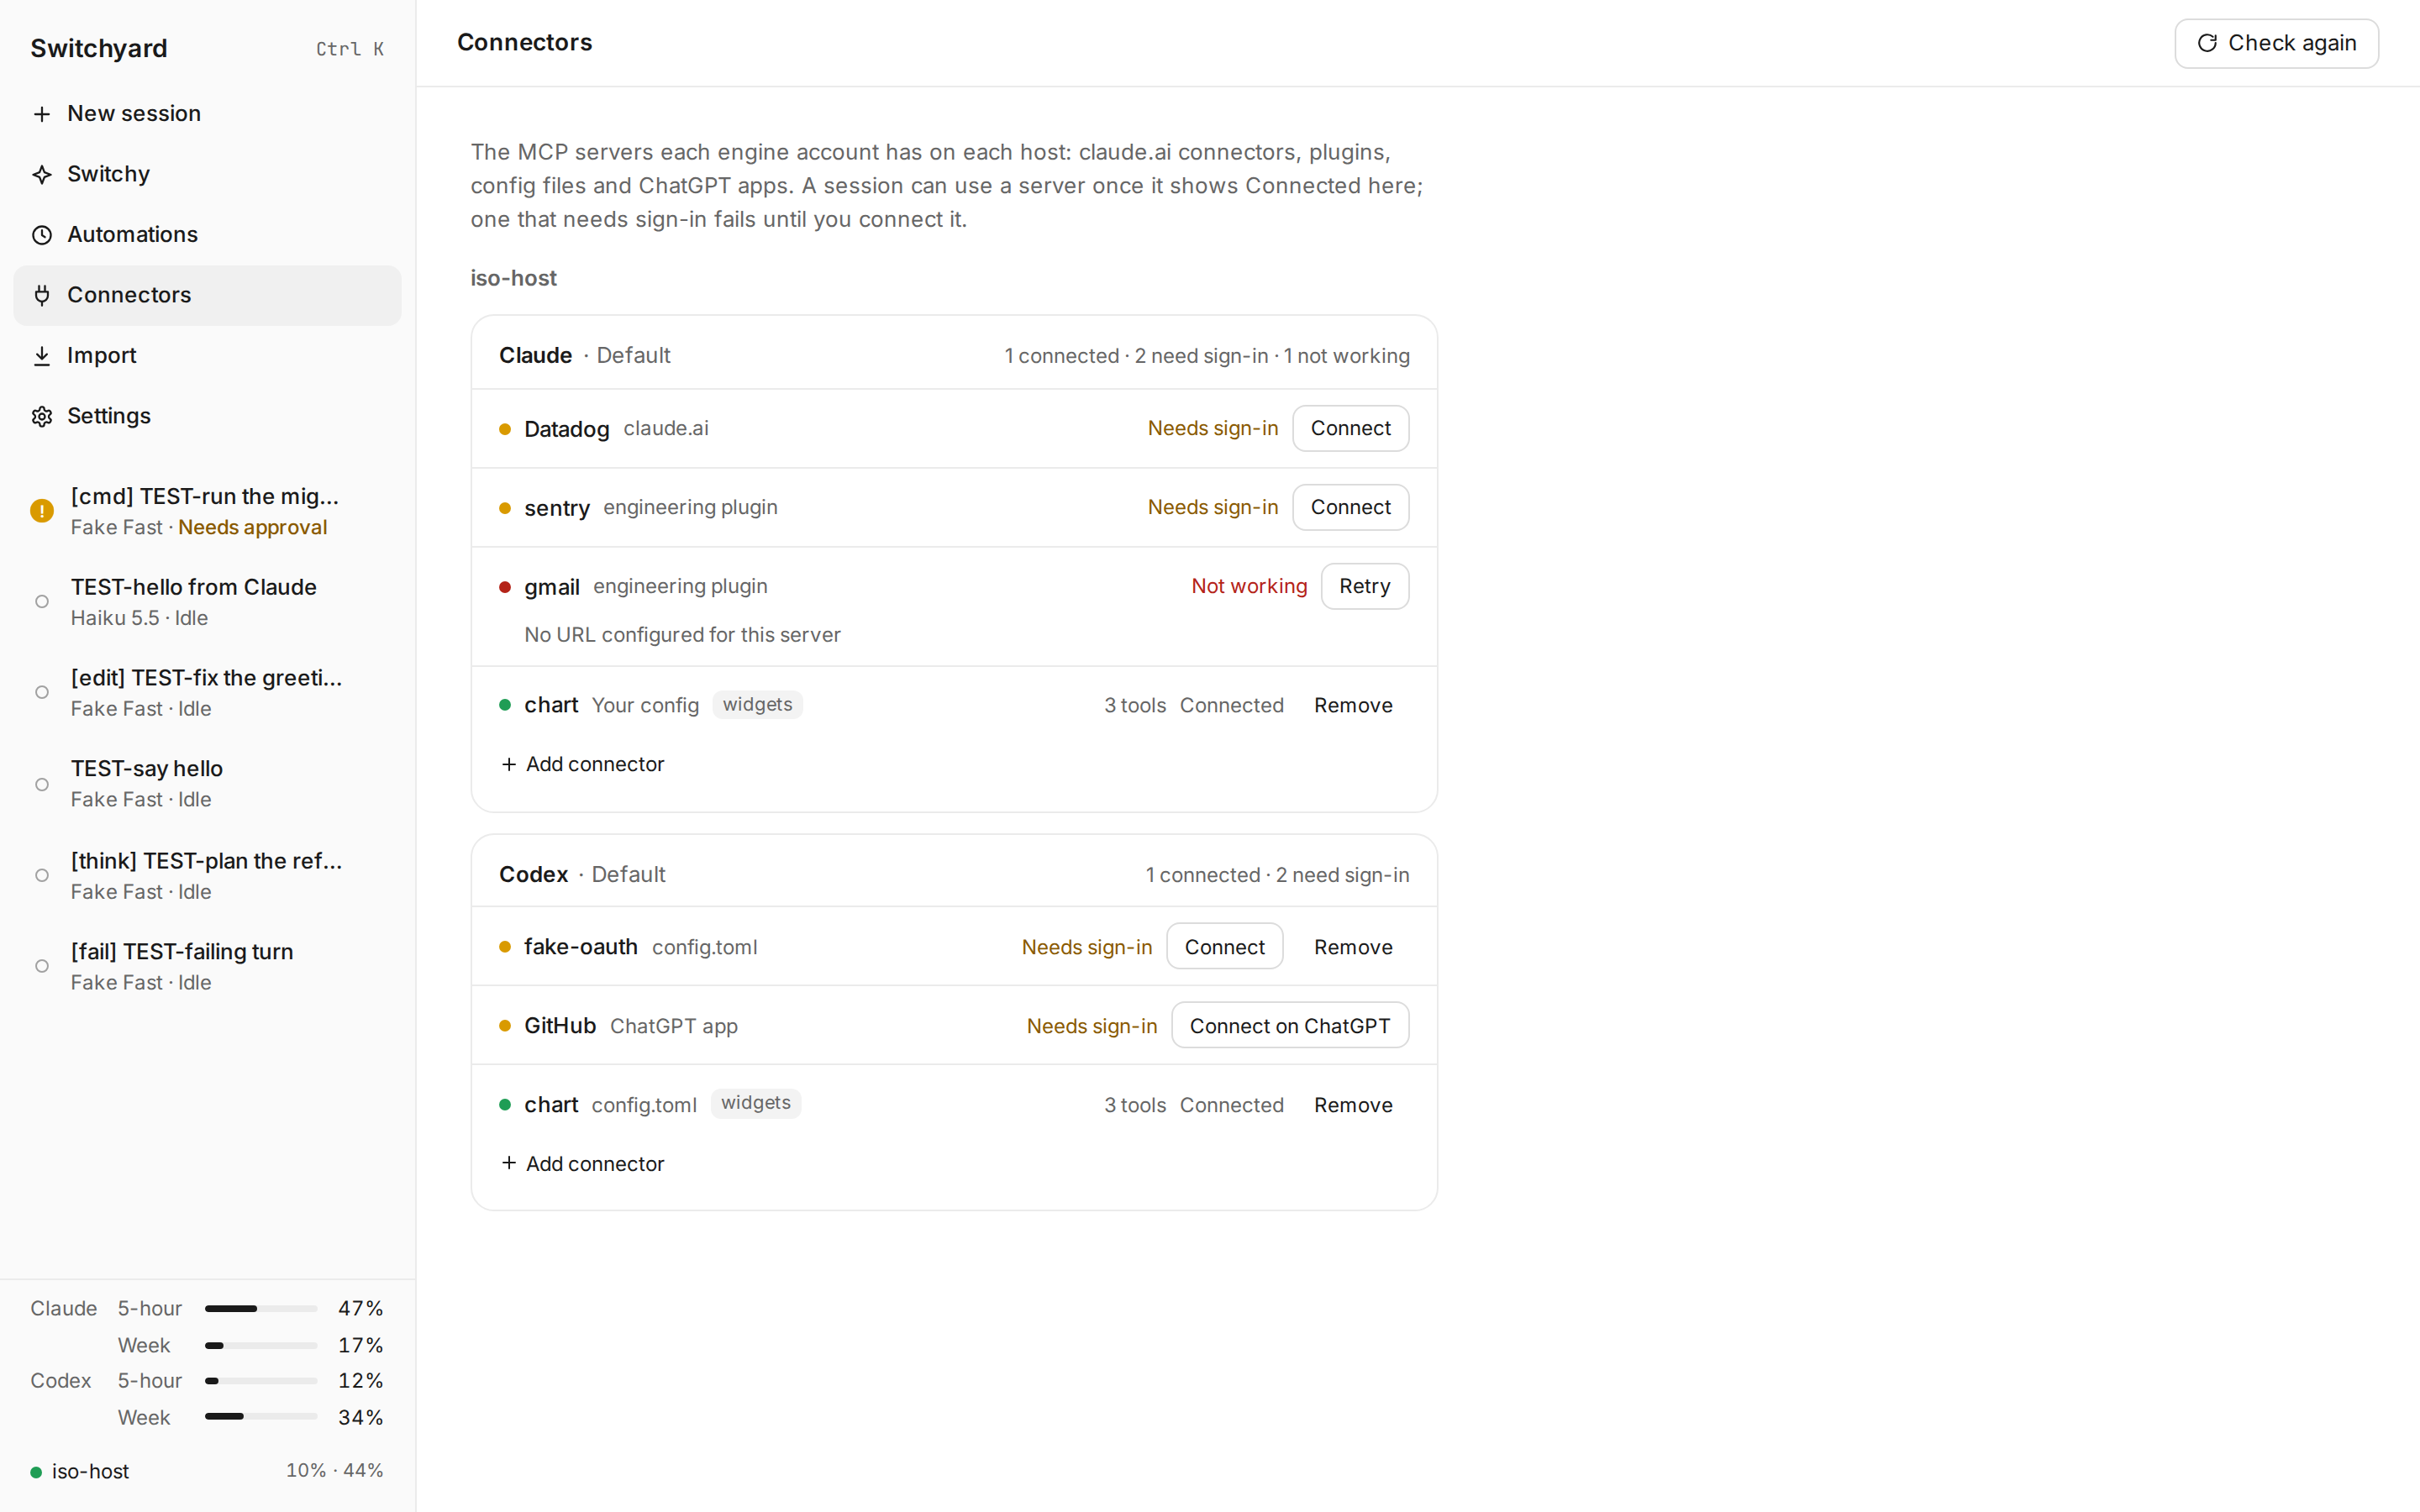 Switchyard Ctrl K
New session
Switchy
Automations
Connectors
Import
Settings
! [cmd] TEST-run the mig...
Fake Fast · Needs approval
TEST-hello from Claude
Haiku 5.5 · Idle
[edit] TEST-fix the greeti...
Fake Fast · Idle
TEST-say hello
Fake Fast · Idle
[think] TEST-plan the ref...
Fake Fast · Idle
[fail] TEST-failing turn
Fake Fast · Idle
Claude 5-hour 47%
Week 17%
Codex 5-hour 12%
Week 34%
iso-host 10% · 44%
Connectors Check again
The MCP servers each engine account has on each host: claude.ai connectors, plugins,
config files and ChatGPT apps. A session can use a server once it shows Connected here;
one that needs sign-in fails until you connect it.
iso-host
Claude · Default 1 connected · 2 need sign-in · 1 not working
Datadog claude.ai Needs sign-in Connect
sentry engineering plugin Needs sign-in Connect
gmail engineering plugin Not working Retry
No URL configured for this server
chart Your config widgets 3 tools Connected Remove
+ Add connector
Codex · Default 1 connected · 2 need sign-in
fake-oauth config.toml Needs sign-in Connect Remove
GitHub ChatGPT app Needs sign-in Connect on ChatGPT
chart config.toml widgets 3 tools Connected Remove
+ Add connector